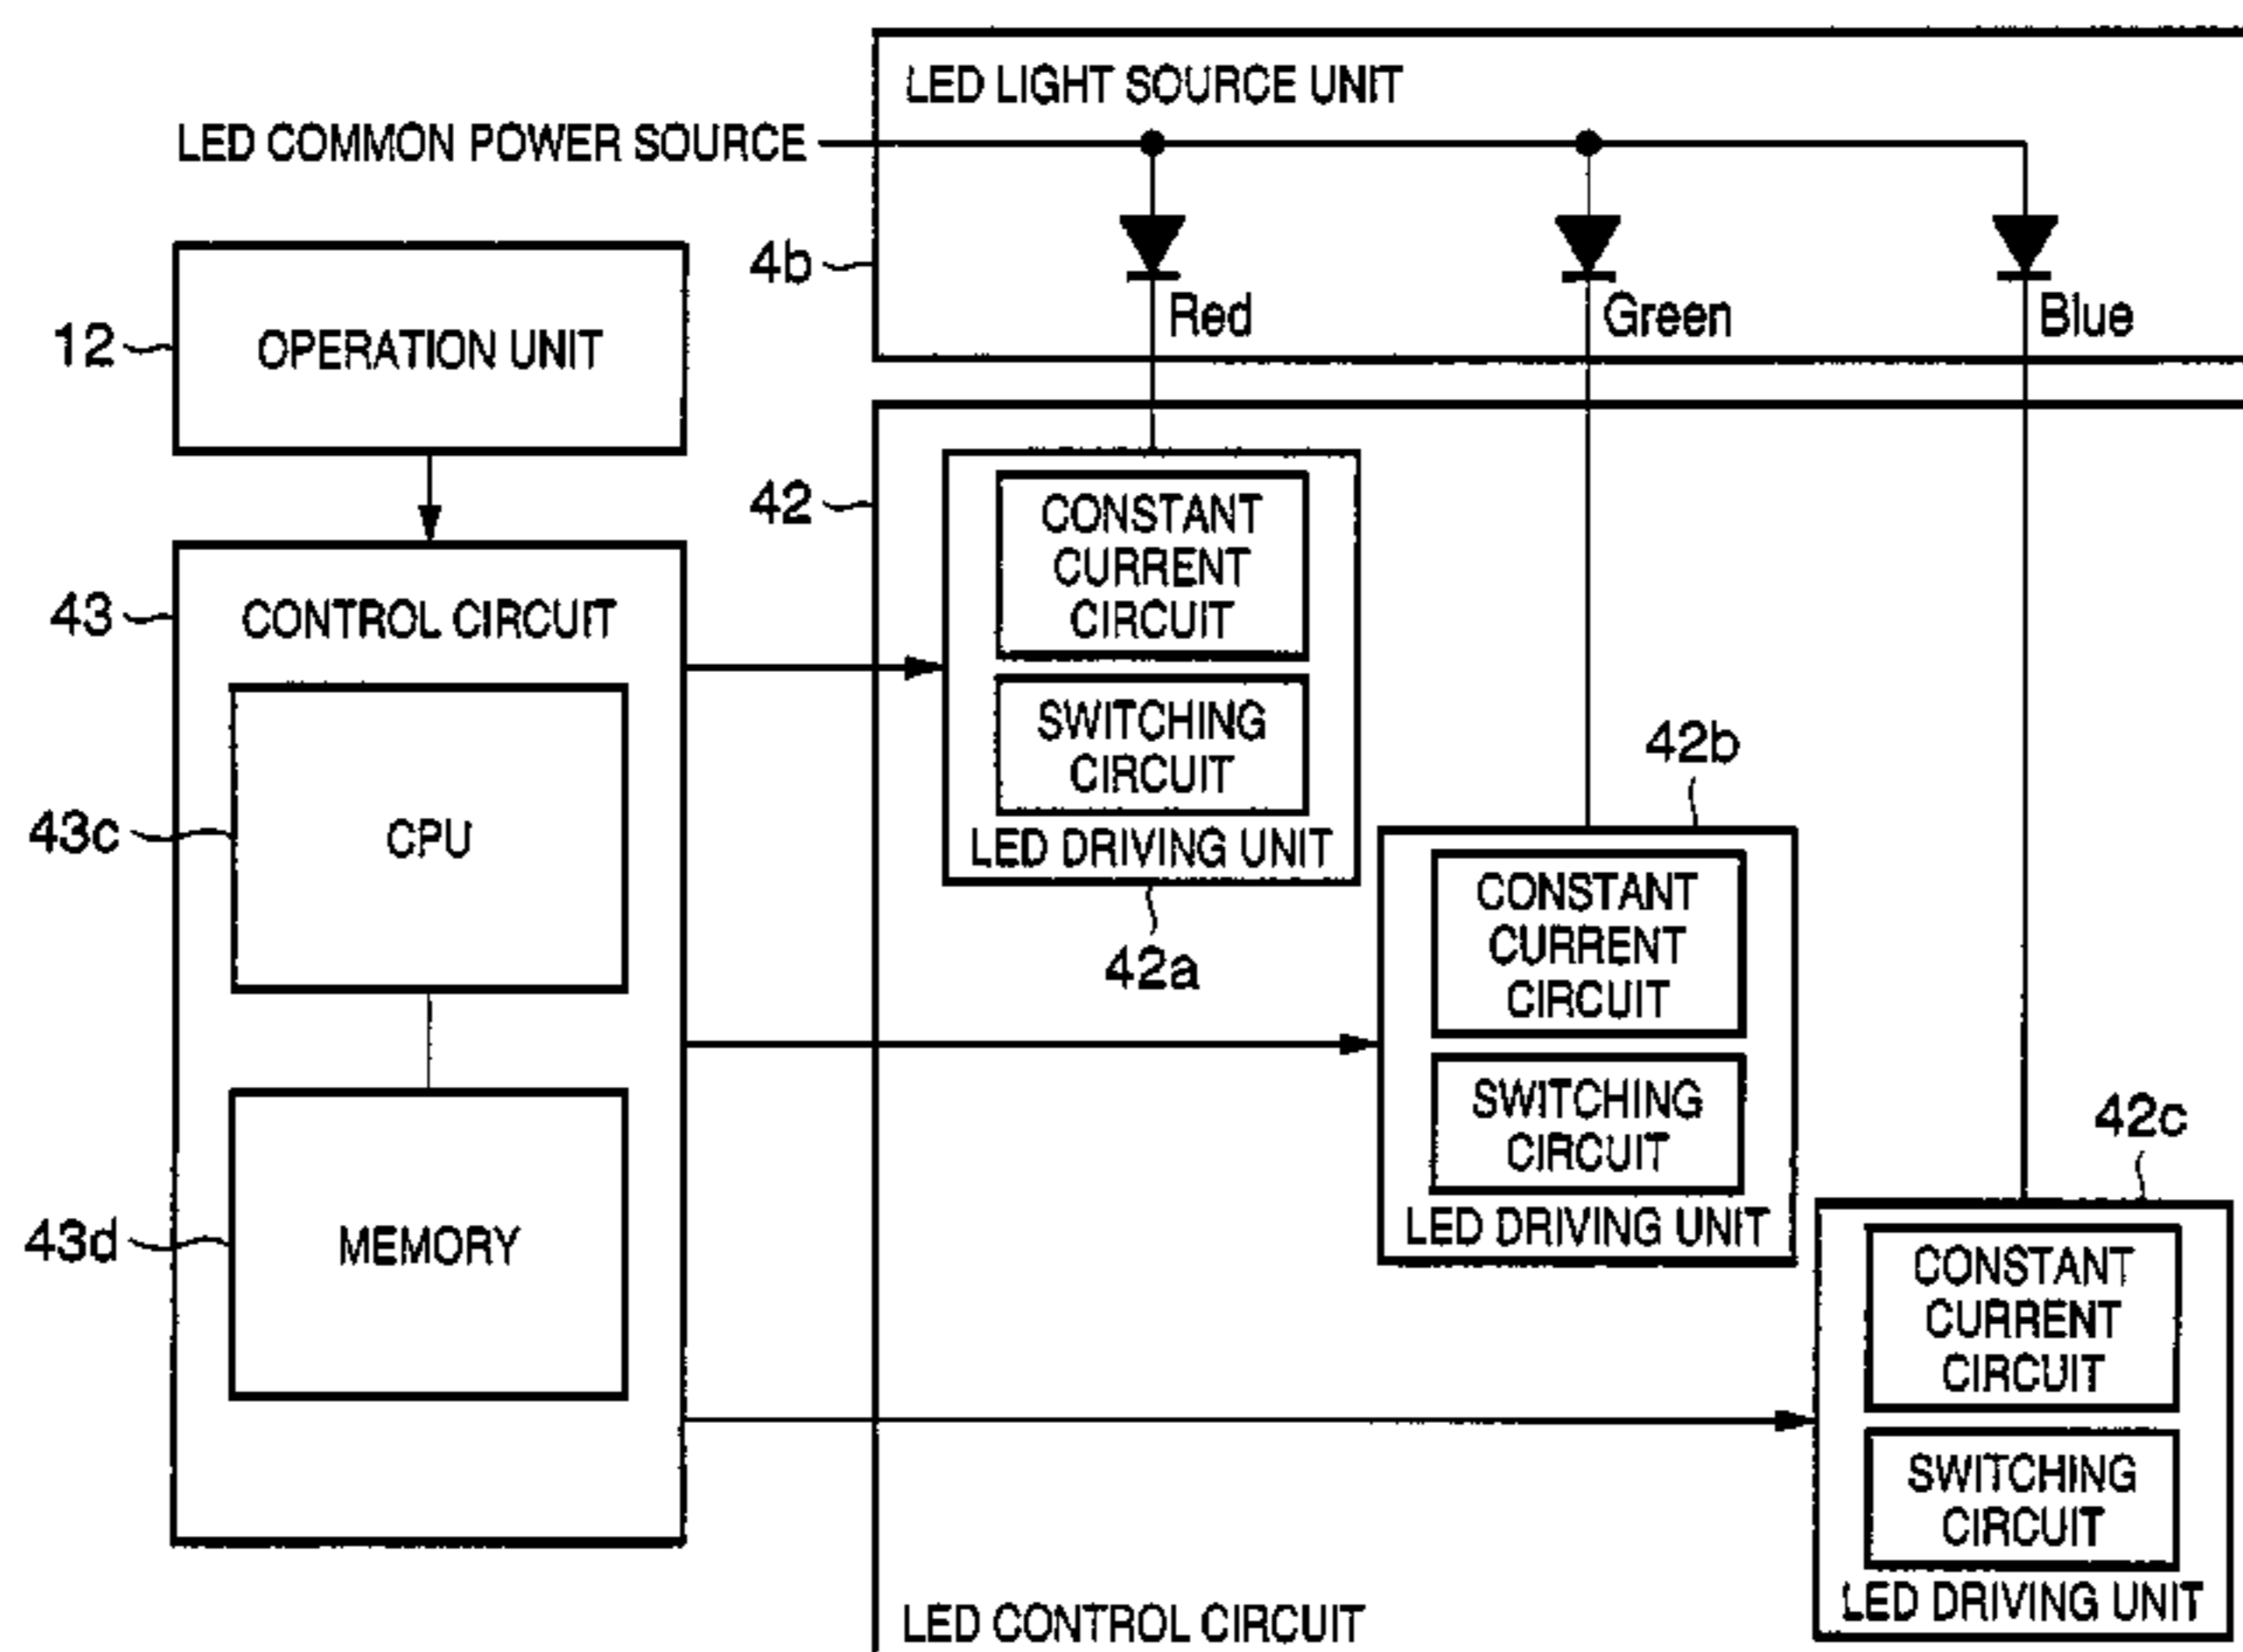 LED LIGHT SOURCE UNIT
LED COMMON POWER SOURCE
4b
Red
Green
Blue
12
OPERATION UNIT
42
CONSTANT
CURRENT
CIRCUIT
SWITCHING
CIRCUIT
LED DRIVING UNIT
42a
43
CONTROL CIRCUIT
43c
CPU
43d
MEMORY
42b
CONSTANT
CURRENT
CIRCUIT
SWITCHING
CIRCUIT
LED DRIVING UNIT
42c
CONSTANT
CURRENT
CIRCUIT
SWITCHING
CIRCUIT
LED DRIVING UNIT
LED CONTROL CIRCUIT